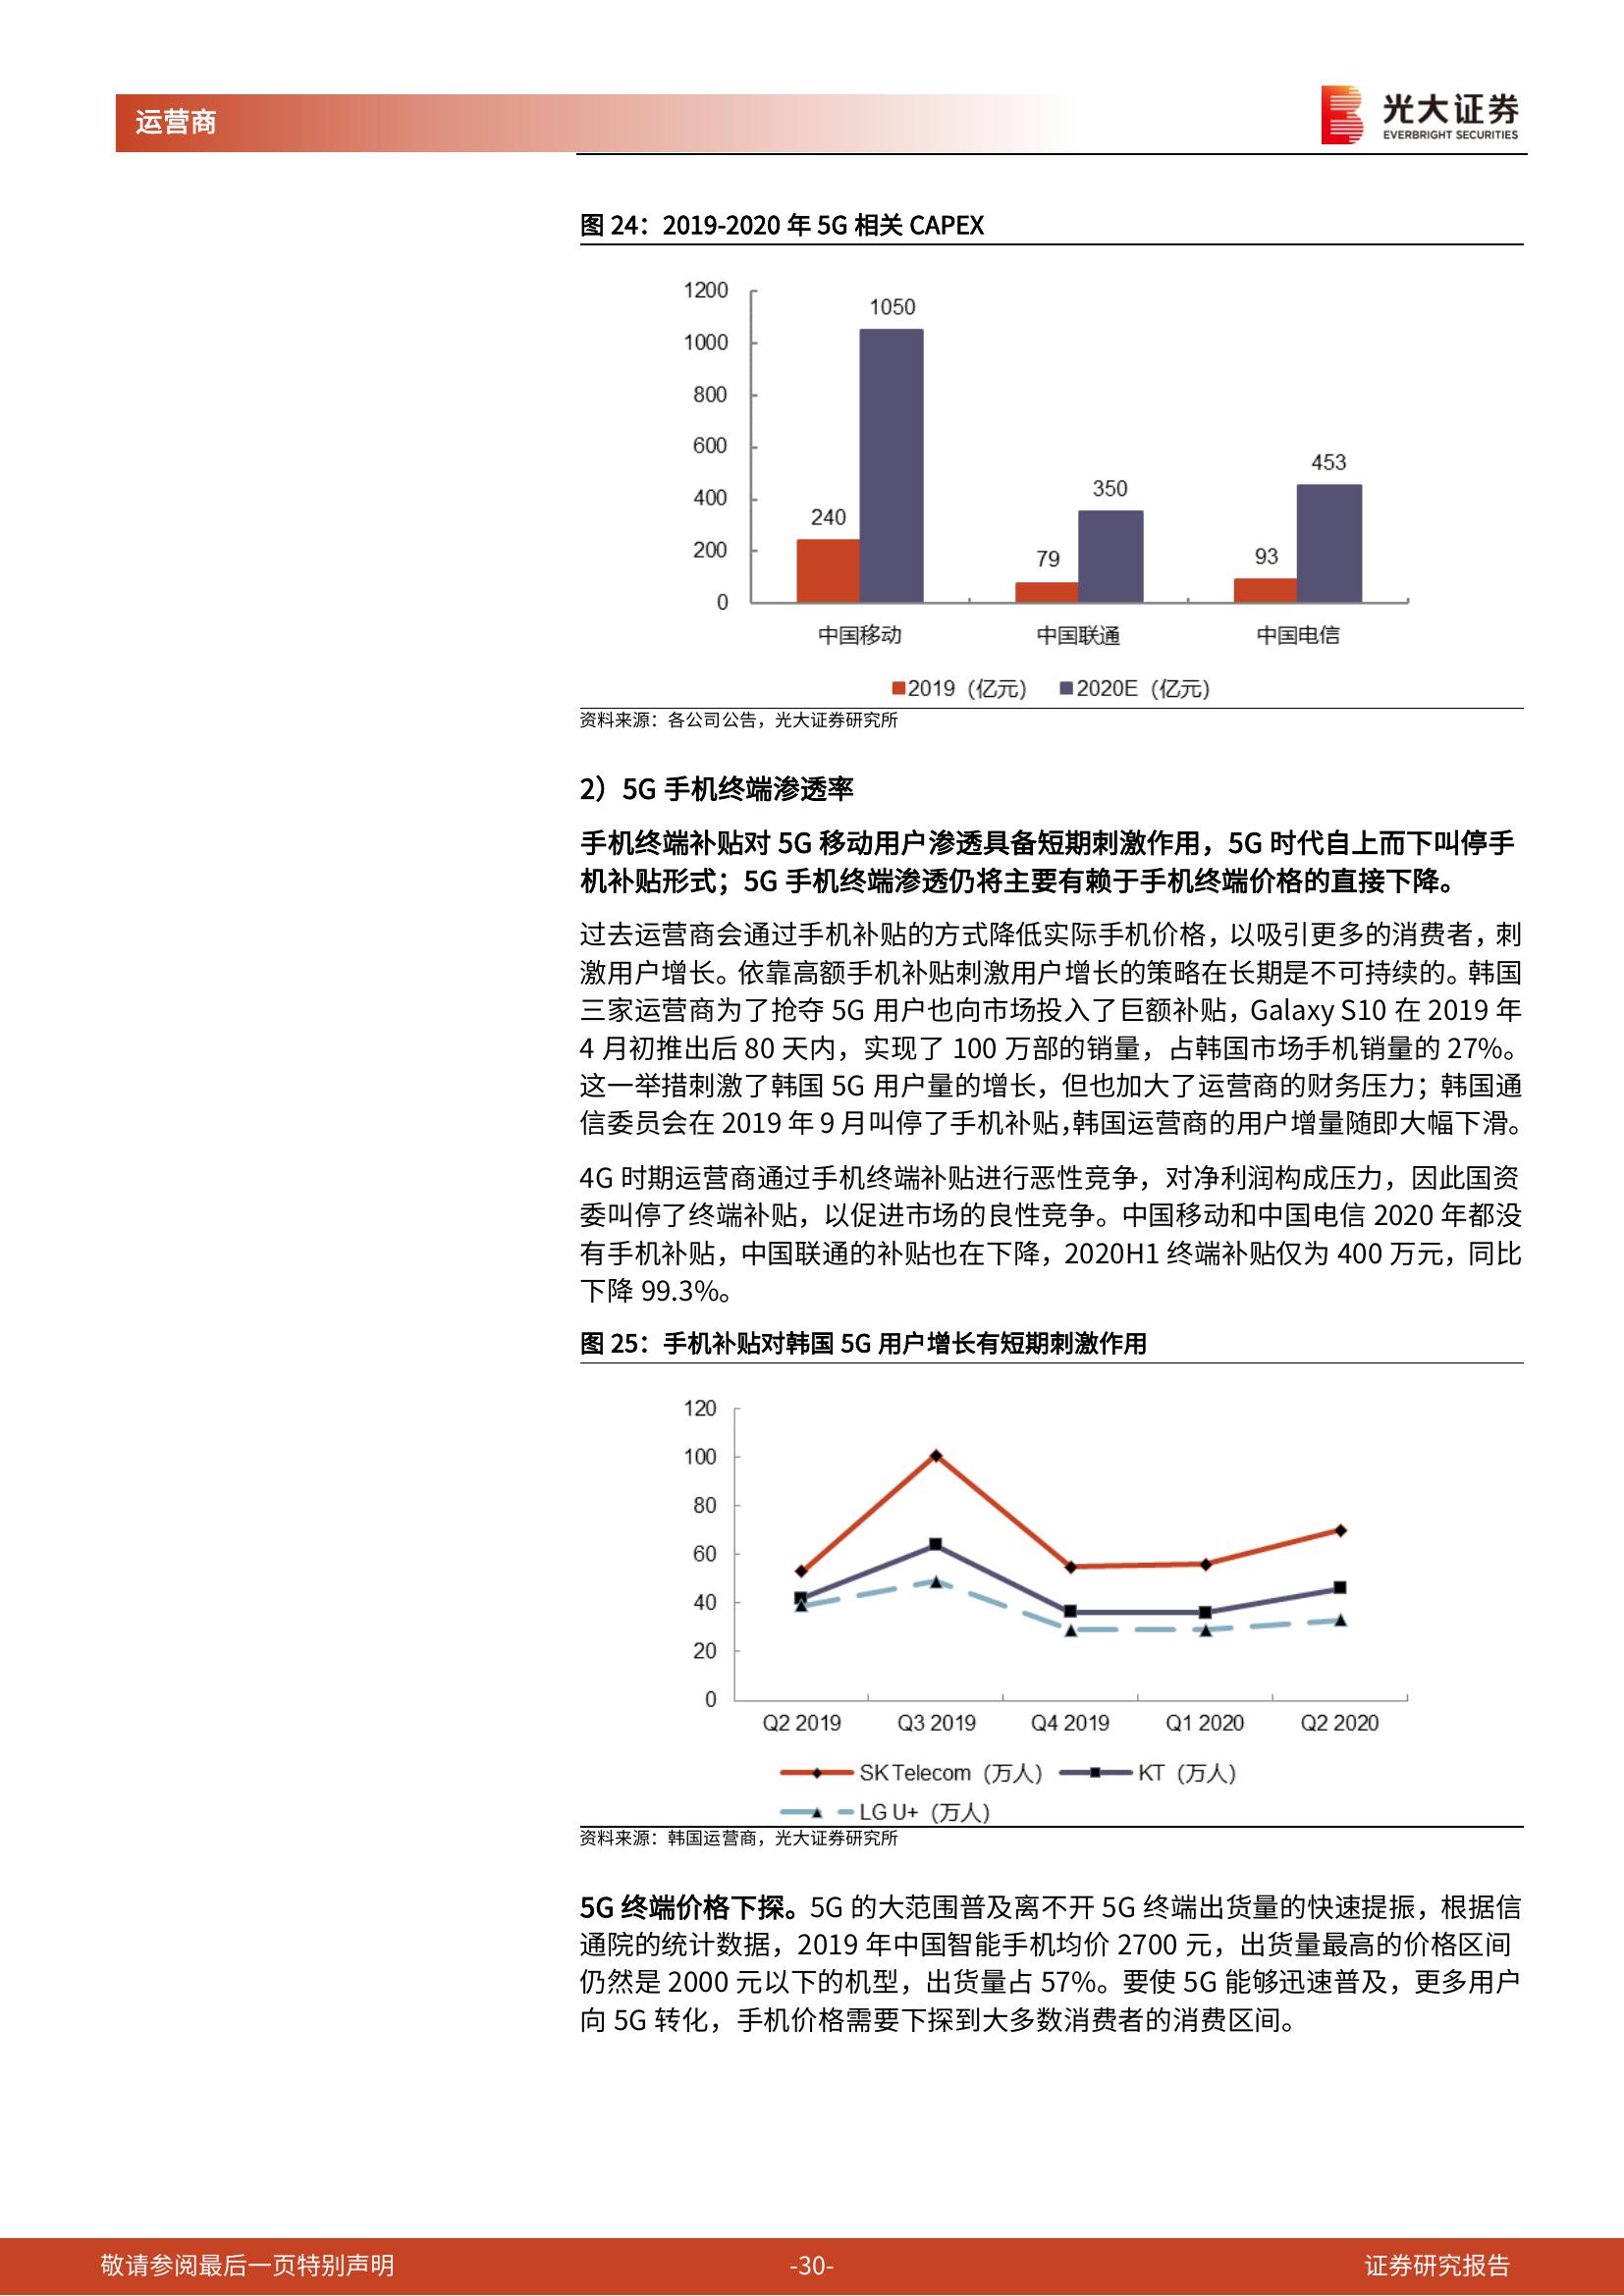 运营商
光大证券
EVERBRIGHT SECURITIES
图 24：2019-2020 年 5G 相关 CAPEX
1200
1000
800
600
400
200
0
1050
240
350
79
453
93
中国移动 中国联通 中国电信
2019（亿元） 2020E（亿元）
资料来源：各公司公告，光大证券研究所
2）5G 手机终端渗透率
手机终端补贴对 5G 移动用户渗透具备短期刺激作用，5G 时代自上而下叫停手
机补贴形式；5G 手机终端渗透仍将主要有赖于手机终端价格的直接下降。
过去运营商会通过手机补贴的方式降低实际手机价格，以吸引更多的消费者，刺
激用户增长。依靠高额手机补贴刺激用户增长的策略在长期是不可持续的。韩国
三家运营商为了抢夺 5G 用户也向市场投入了巨额补贴，Galaxy S10 在 2019 年
4 月初推出后 80 天内，实现了 100 万部的销量，占韩国市场手机销量的 27%。
这一举措刺激了韩国 5G 用户量的增长，但也加大了运营商的财务压力；韩国通
信委员会在 2019 年 9 月叫停了手机补贴，韩国运营商的用户增量随即大幅下滑。
4G 时期运营商通过手机终端补贴进行恶性竞争，对净利润构成压力，因此国资
委叫停了终端补贴，以促进市场的良性竞争。中国移动和中国电信 2020 年都没
有手机补贴，中国联通的补贴也在下降，2020H1 终端补贴仅为 400 万元，同比
下降 99.3%。
图 25：手机补贴对韩国 5G 用户增长有短期刺激作用
120
100
80
60
40
20
0
Q2 2019 Q3 2019 Q4 2019 Q1 2020 Q2 2020
SK Telecom（万人） KT（万人）
LG U+（万人）
资料来源：韩国运营商，光大证券研究所
5G 终端价格下探。5G 的大范围普及离不开 5G 终端出货量的快速提振，根据信
通院的统计数据，2019 年中国智能手机均价 2700 元，出货量最高的价格区间
仍然是 2000 元以下的机型，出货量占 57%。要使 5G 能够迅速普及，更多用户
向 5G 转化，手机价格需要下探到大多数消费者的消费区间。
敬请参阅最后一页特别声明 -30- 证券研究报告